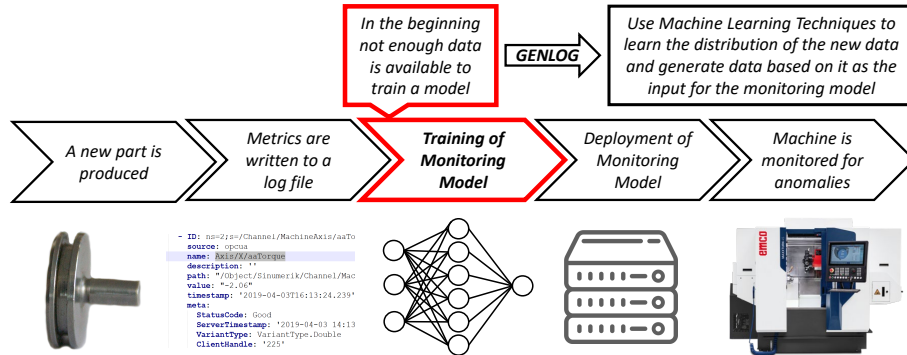 In the beginning
not enough data
is available to
train a model
GENLOG
Use Machine Learning Techniques to
learn the distribution of the new data
and generate data based on it as the
input for the monitoring model
A new part is
produced
Metrics are
written to a
log file
Training of
Monitoring
Model
Deployment of
Monitoring
Model
Machine is
monitored for
anomalies
- ID: ns=2;s=/Channel/MachineAxis/aaTo
source: opcua
name: Axis/X/aaTorque
description: ''
path: "/Object/Sinumerik/Channel/Mac
value: "-2.06"
timestamp: '2019-04-03T16:13:24.239'
meta:
StatusCode: Good
ServerTimestamp: '2019-04-03 14:13
VariantType: VariantType.Double
ClientHandle: '225'
emco